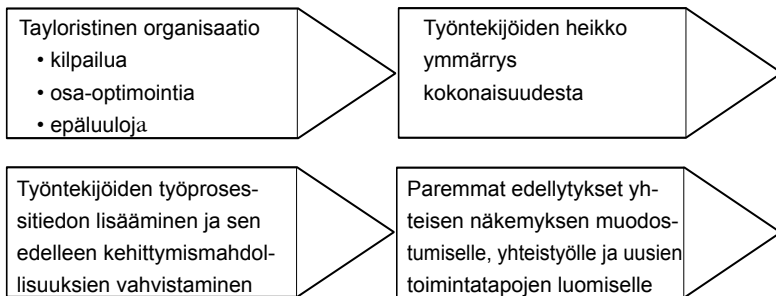 Tayloristinen organisaatio
• kilpailua
• osa-optimointia
• epäluuloja
Työntekijöiden heikko
ymmärrys
kokonaisuudesta
Työntekijöiden työproses-
sitiedon lisääminen ja sen
edelleen kehittymismahdol-
lisuuksien vahvistaminen
Paremmat edellytykset yh-
teisen näkemyksen muodos-
tumiselle, yhteistyölle ja uusien
toimintatapojen luomiselle